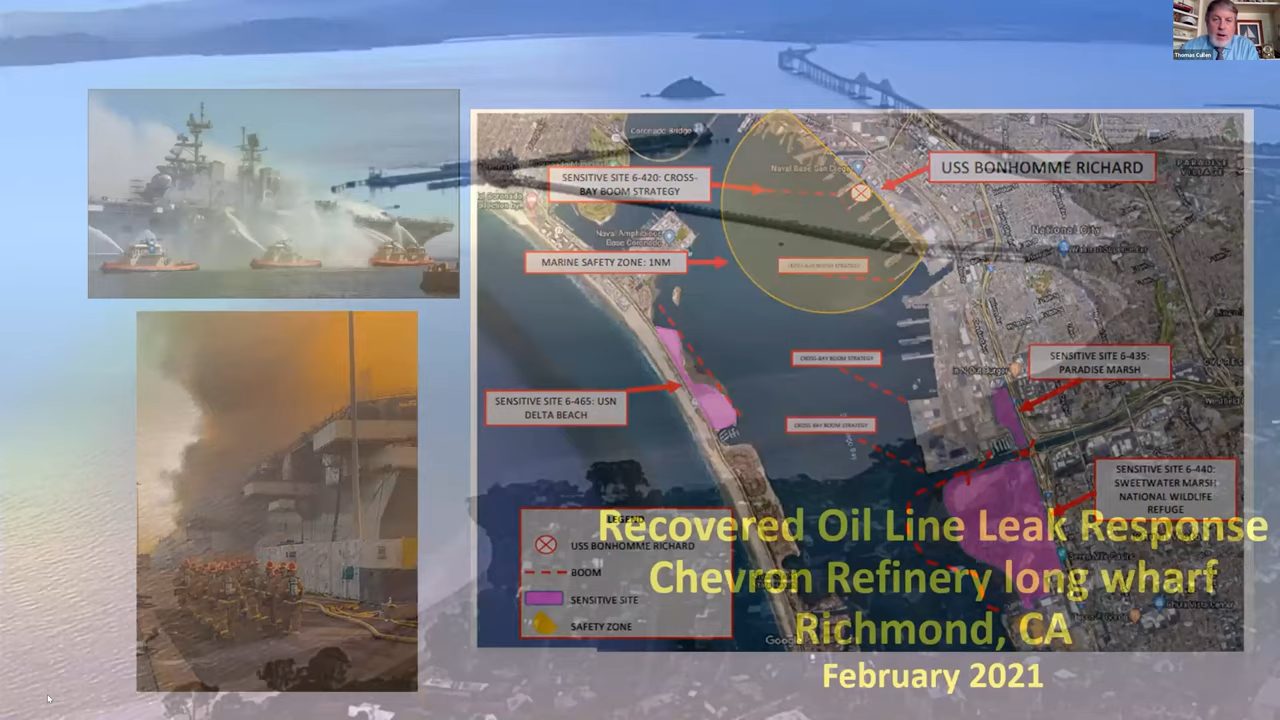 Thomas Cullen
Coronado Bridge
Naval Base San Diego
USS BONHOMME RICHARD
SENSITIVE SITE 6-420: CROSS-
BAY BOOM STRATEGY
Naval Amphibious
Base Coronado
National City
MARINE SAFETY ZONE: 1NM
CROSS-BAY BOOM STRATEGY
CROSS-BAY BOOM STRATEGY
SENSITIVE SITE 6-435:
PARADISE MARSH
SENSITIVE SITE 6-465: USN
DELTA BEACH
CROSS-BAY BOOM STRATEGY
SENSITIVE SITE 6-440:
SWEETWATER MARSH
NATIONAL WILDLIFE
REFUGE
LEGEND
USS BONHOMME RICHARD
BOOM
SENSITIVE SITE
SAFETY ZONE
Recovered Oil Line Leak Response
Chevron Refinery long wharf
Richmond, CA
February 2021